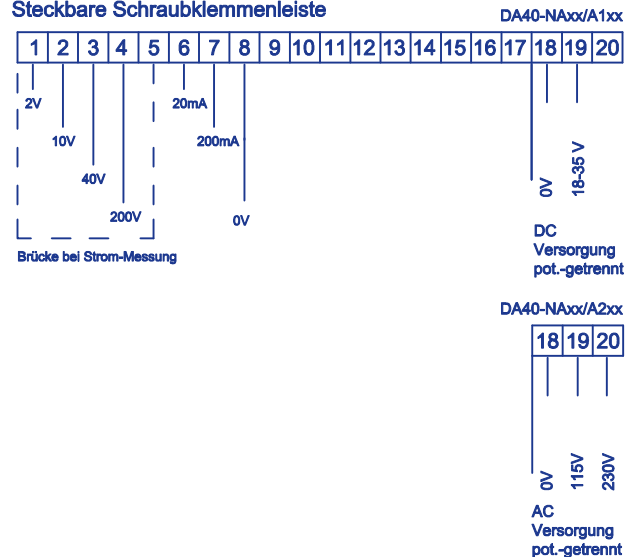 Steckbare Schraubklemmenleiste
DA40-NAxx/A1xx
1 2 3 4 5 6 7 8 9 10 11 12 13 14 15 16 17 18 19 20
2V
20mA
10V
200mA
40V
200V
0V
0V
18-35 V
Brücke bei Strom-Messung
DC
Versorgung
pot.-getrennt
DA40-NAxx/A2xx
18 19 20
0V
115V
230V
AC
Versorgung
pot.-getrennt